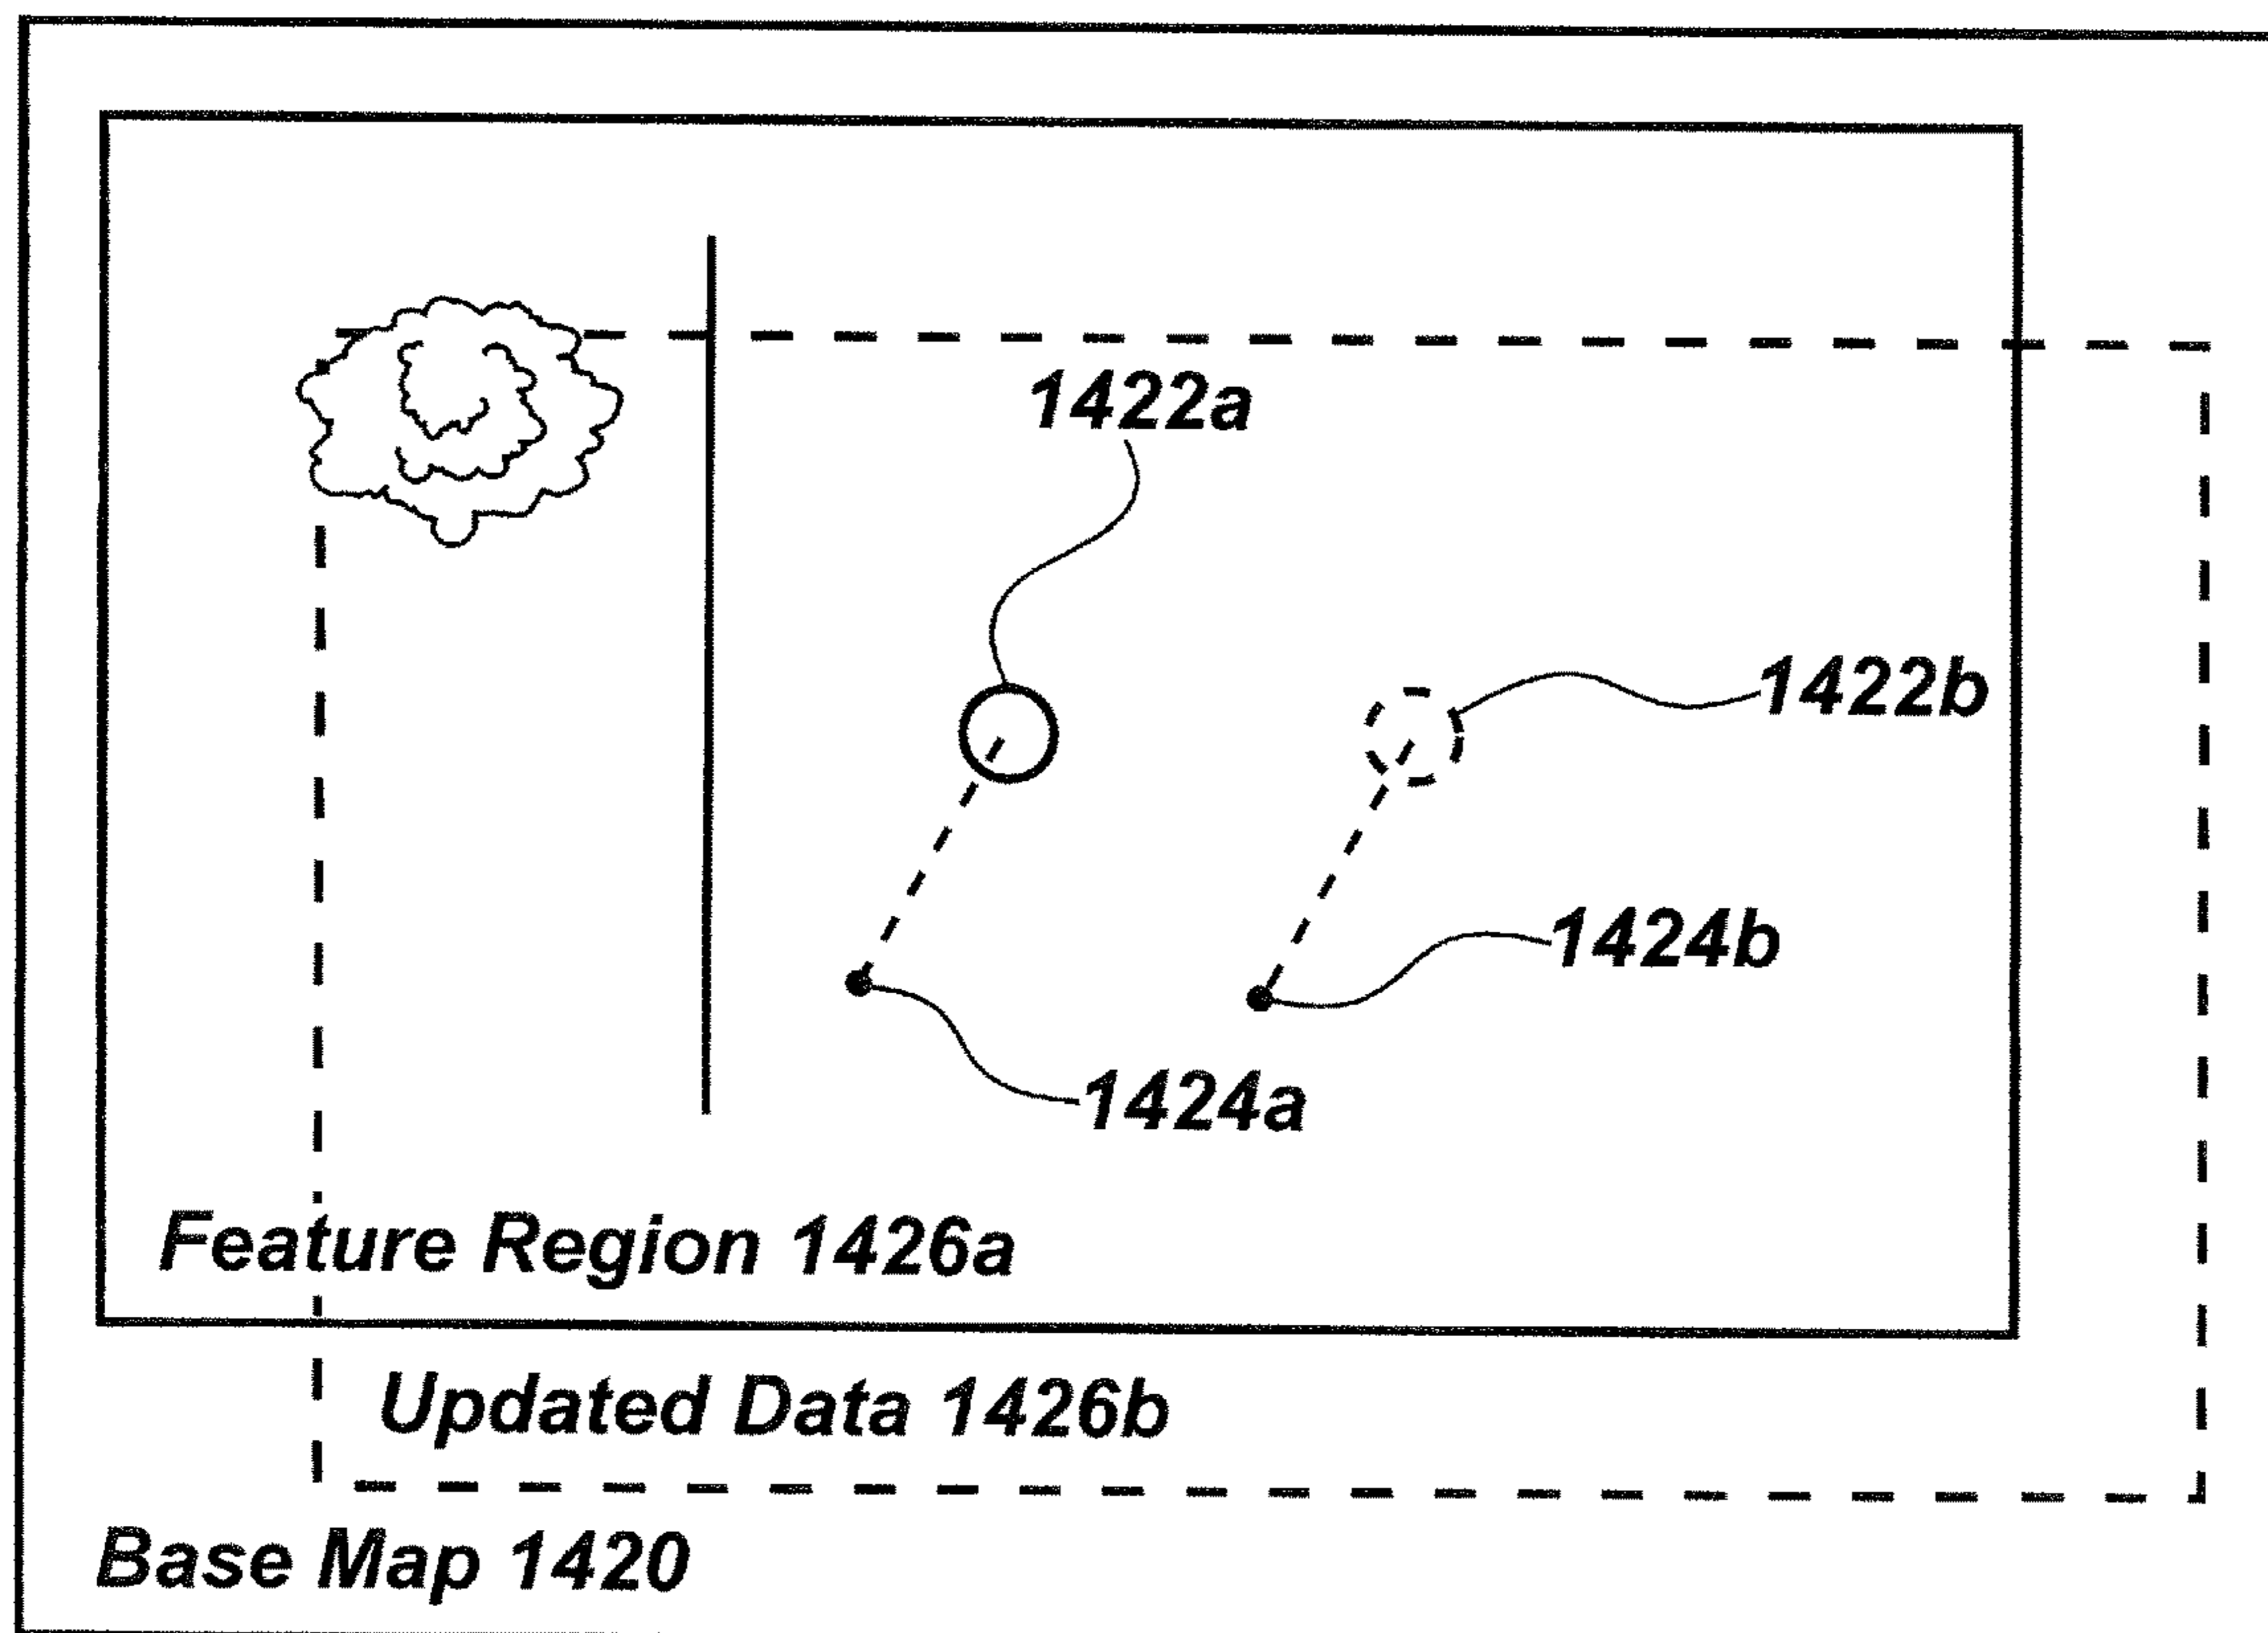 1422a
1422b
1424b
1424a
Feature Region 1426a
Updated Data 1426b
Base Map 1420